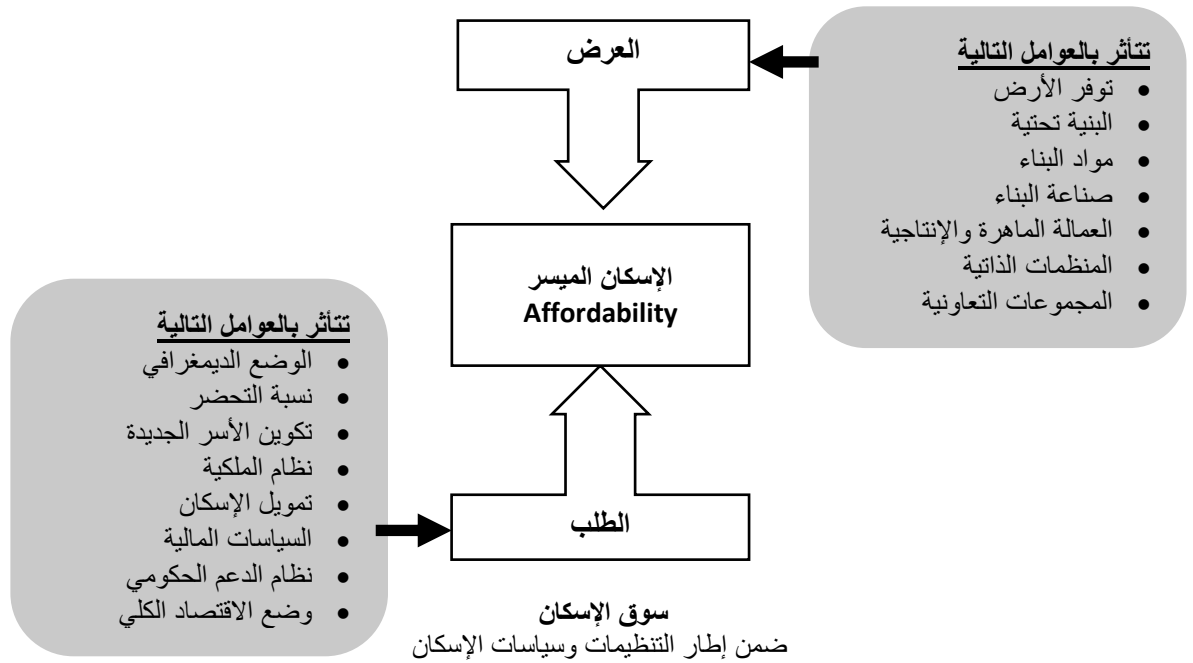 العرض
تتأثر بالعوامل التالية
• توفر الأرض
• البنية تحتية
• مواد البناء
• صناعة البناء
• العمالة الماهرة والإنتاجية
• المنظمات الذاتية
• المجموعات التعاونية
الإسكان الميسر
Affordability
تتأثر بالعوامل التالية
• الوضع الديمغرافي
• نسبة التحضر
• تكوين الأسر الجديدة
• نظام الملكية
• تمويل الإسكان
• السياسات المالية
• نظام الدعم الحكومي
• وضع الاقتصاد الكلي
الطلب
سوق الإسكان
ضمن إطار التنظيمات وسياسات الإسكان